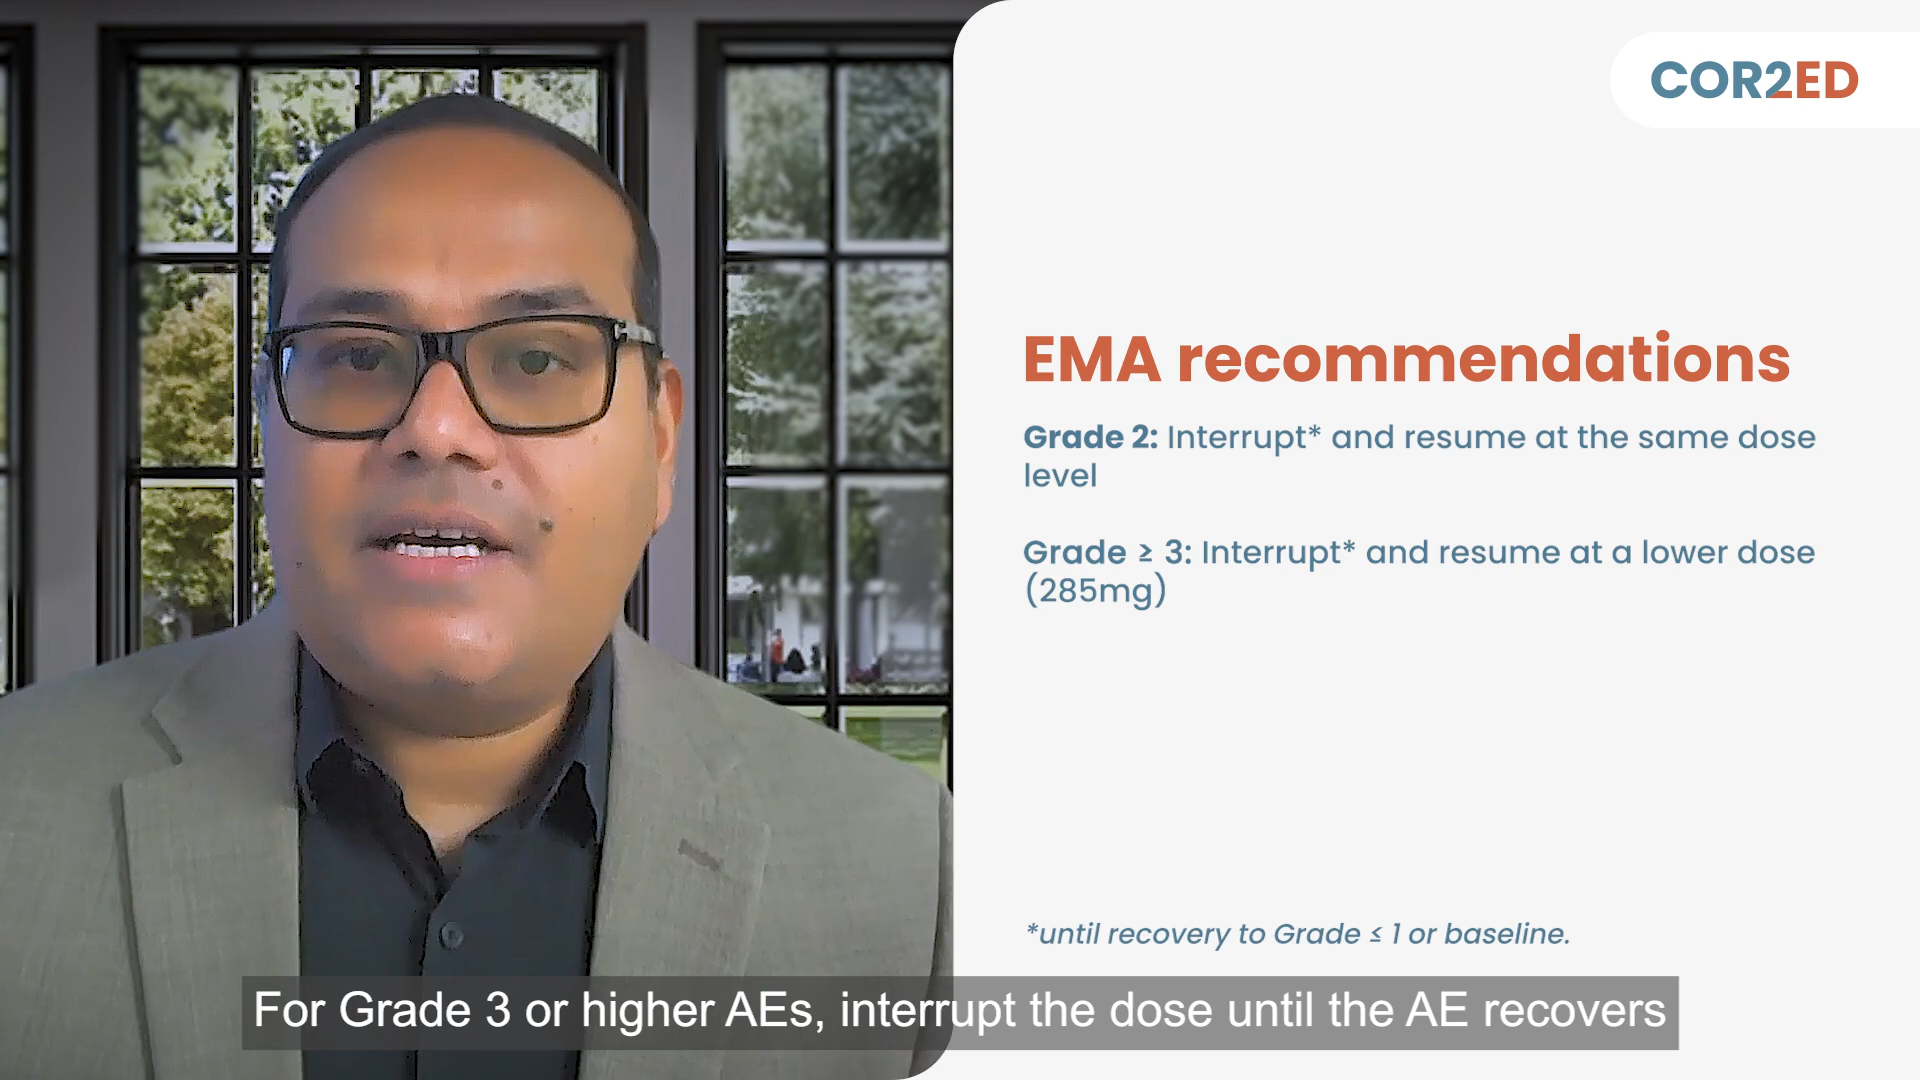 COR2ED
EMA recommendations
Grade 2: Interrupt* and resume at the same dose
level
Grade ≥ 3: Interrupt* and resume at a lower dose
(285mg)
*until recovery to Grade ≤ 1 or baseline.
For Grade 3 or higher AEs, interrupt the dose until the AE recovers